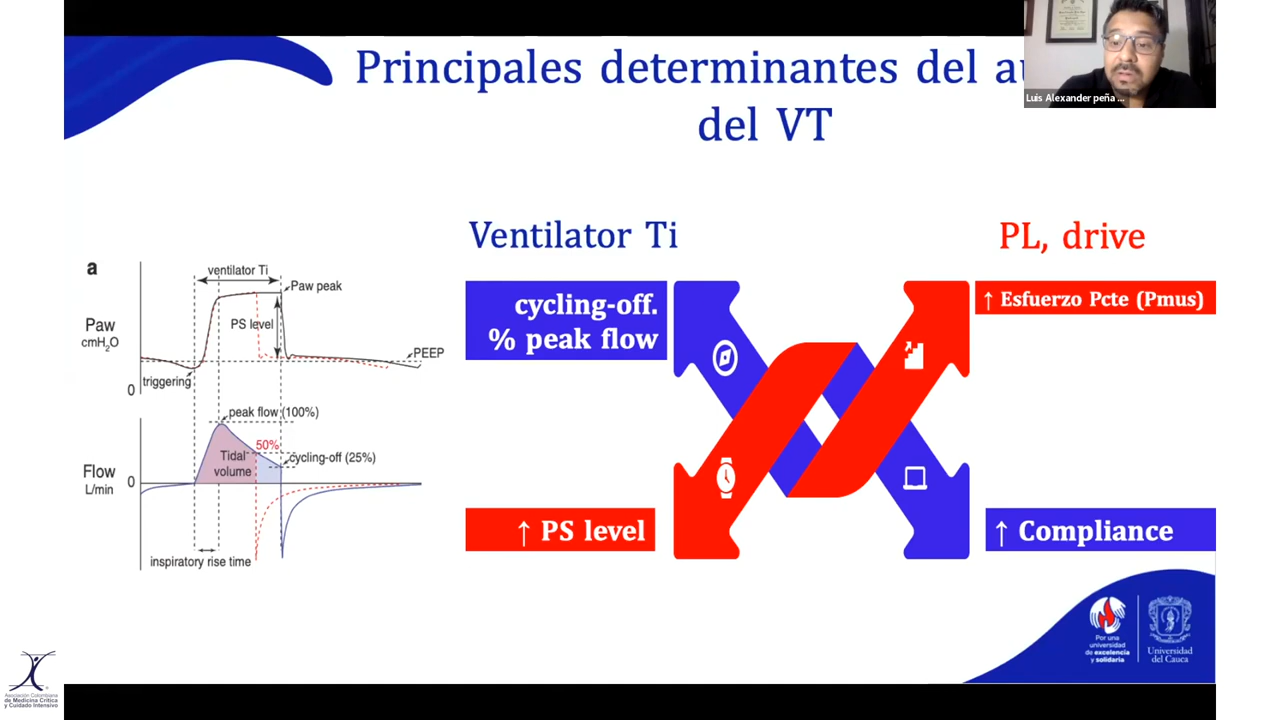 Principales determinantes del au
del VT
Luis Alexander peña ...
Ventilator Ti
PL, drive
a
ventilator Ti
Paw peak
Paw
cmH2O
PS level
PEEP
triggering
0
peak flow (100%)
50%
Tidal
volume
cycling-off (25%)
Flow
L/min
0
inspiratory rise time
cycling-off.
% peak flow
↑ Esfuerzo Pcte (Pmus)
↑ PS level
↑ Compliance
Por una
universidad
de excelencia
y solidaria
Universidad
del Cauca
Asociación Colombiana
de Medicina Crítica
y Cuidado Intensivo